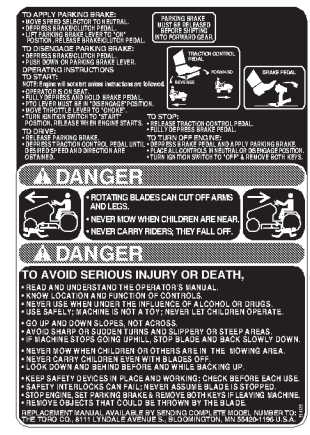 TO APPLY PARKING BRAKE:
• MOVE SPEED SELECTOR TO NEUTRAL.
• DEPRESS BRAKE/CLUTCH PEDAL.
• LIFT PARKING BRAKE LEVER TO "ON"
POSITION, RELEASE BRAKE/CLUTCH PEDAL.
TO DISENGAGE PARKING BRAKE:
• DEPRESS BRAKE/CLUTCH PEDAL.
• PUSH DOWN ON PARKING BRAKE LEVER.
PARKING BRAKE
MUST BE RELEASED
BEFORE SHIFTING
INTO FORWARD GEAR.
OPERATING INSTRUCTIONS
TO START:
NOTE: Engine will not start unless instructions are followed.
• OPERATOR IS ON SEAT.
• FULLY DEPRESS AND HOLD BRAKE PEDAL.
• PTO LEVER MUST BE IN "DISENGAGE" POSITION.
• MOVE THROTTLE LEVER TO "CHOKE".
• TURN IGNITION SWITCH TO "START"
POSITION, RELEASE WHEN ENGINE STARTS.
TO DRIVE:
• RELEASE PARKING BRAKE.
• DEPRESS TRACTION CONTROL PEDAL UNTIL
DESIRED SPEED AND DIRECTION ARE
OBTAINED.
TRACTION CONTROL
PEDAL
FORWARD
REVERSE
BRAKE PEDAL
TO STOP:
• RELEASE TRACTION CONTROL PEDAL.
• FULLY DEPRESS BRAKE PEDAL.
TO TURN OFF ENGINE:
• DEPRESS BRAKE PEDAL AND APPLY PARKING BRAKE.
• PLACE ALL CONTROLS IN NEUTRAL OR DISENGAGE POSITION.
• TURN IGNITION SWITCH TO "OFF" & REMOVE BOTH KEYS.
DANGER
• ROTATING BLADES CAN CUT OFF ARMS
AND LEGS.
• NEVER MOW WHEN CHILDREN ARE NEAR.
• NEVER CARRY RIDERS; THEY FALL OFF.
DANGER
TO AVOID SERIOUS INJURY OR DEATH,
• READ AND UNDERSTAND THE OPERATOR'S MANUAL.
• KNOW LOCATION AND FUNCTION OF CONTROLS.
• NEVER USE WHEN UNDER THE INFLUENCE OF ALCOHOL OR DRUGS.
• USE SAFELY; MACHINE IS NOT A TOY; NEVER LET CHILDREN OPERATE.
• GO UP AND DOWN SLOPES, NOT ACROSS.
• AVOID SHARP OR SUDDEN TURNS AND SLIPPERY OR STEEP AREAS.
• IF MACHINE STOPS GOING UPHILL, STOP BLADE AND BACK SLOWLY DOWN.
• NEVER MOW WHEN CHILDREN OR OTHERS ARE IN THE MOWING AREA.
• NEVER CARRY CHILDREN EVEN WITH BLADES OFF.
• LOOK DOWN AND BEHIND BEFORE AND WHILE BACKING UP.
• KEEP SAFETY DEVICES IN PLACE AND WORKING; CHECK BEFORE EACH USE.
• SAFETY INTERLOCKS CAN FAIL; NEVER ASSUME BLADE IS STOPPED.
• STOP ENGINE, SET PARKING BRAKE & REMOVE BOTH KEYS IF LEAVING MACHINE.
• REMOVE OBJECTS THAT COULD BE THROWN BY THE BLADE.
REPLACEMENT MANUAL AVAILABLE BY SENDING COMPLETE MODEL NUMBER TO:
THE TORO CO., 8111 LYNDALE AVENUE S., BLOOMINGTON, MN 55420-1196 U.S.A.